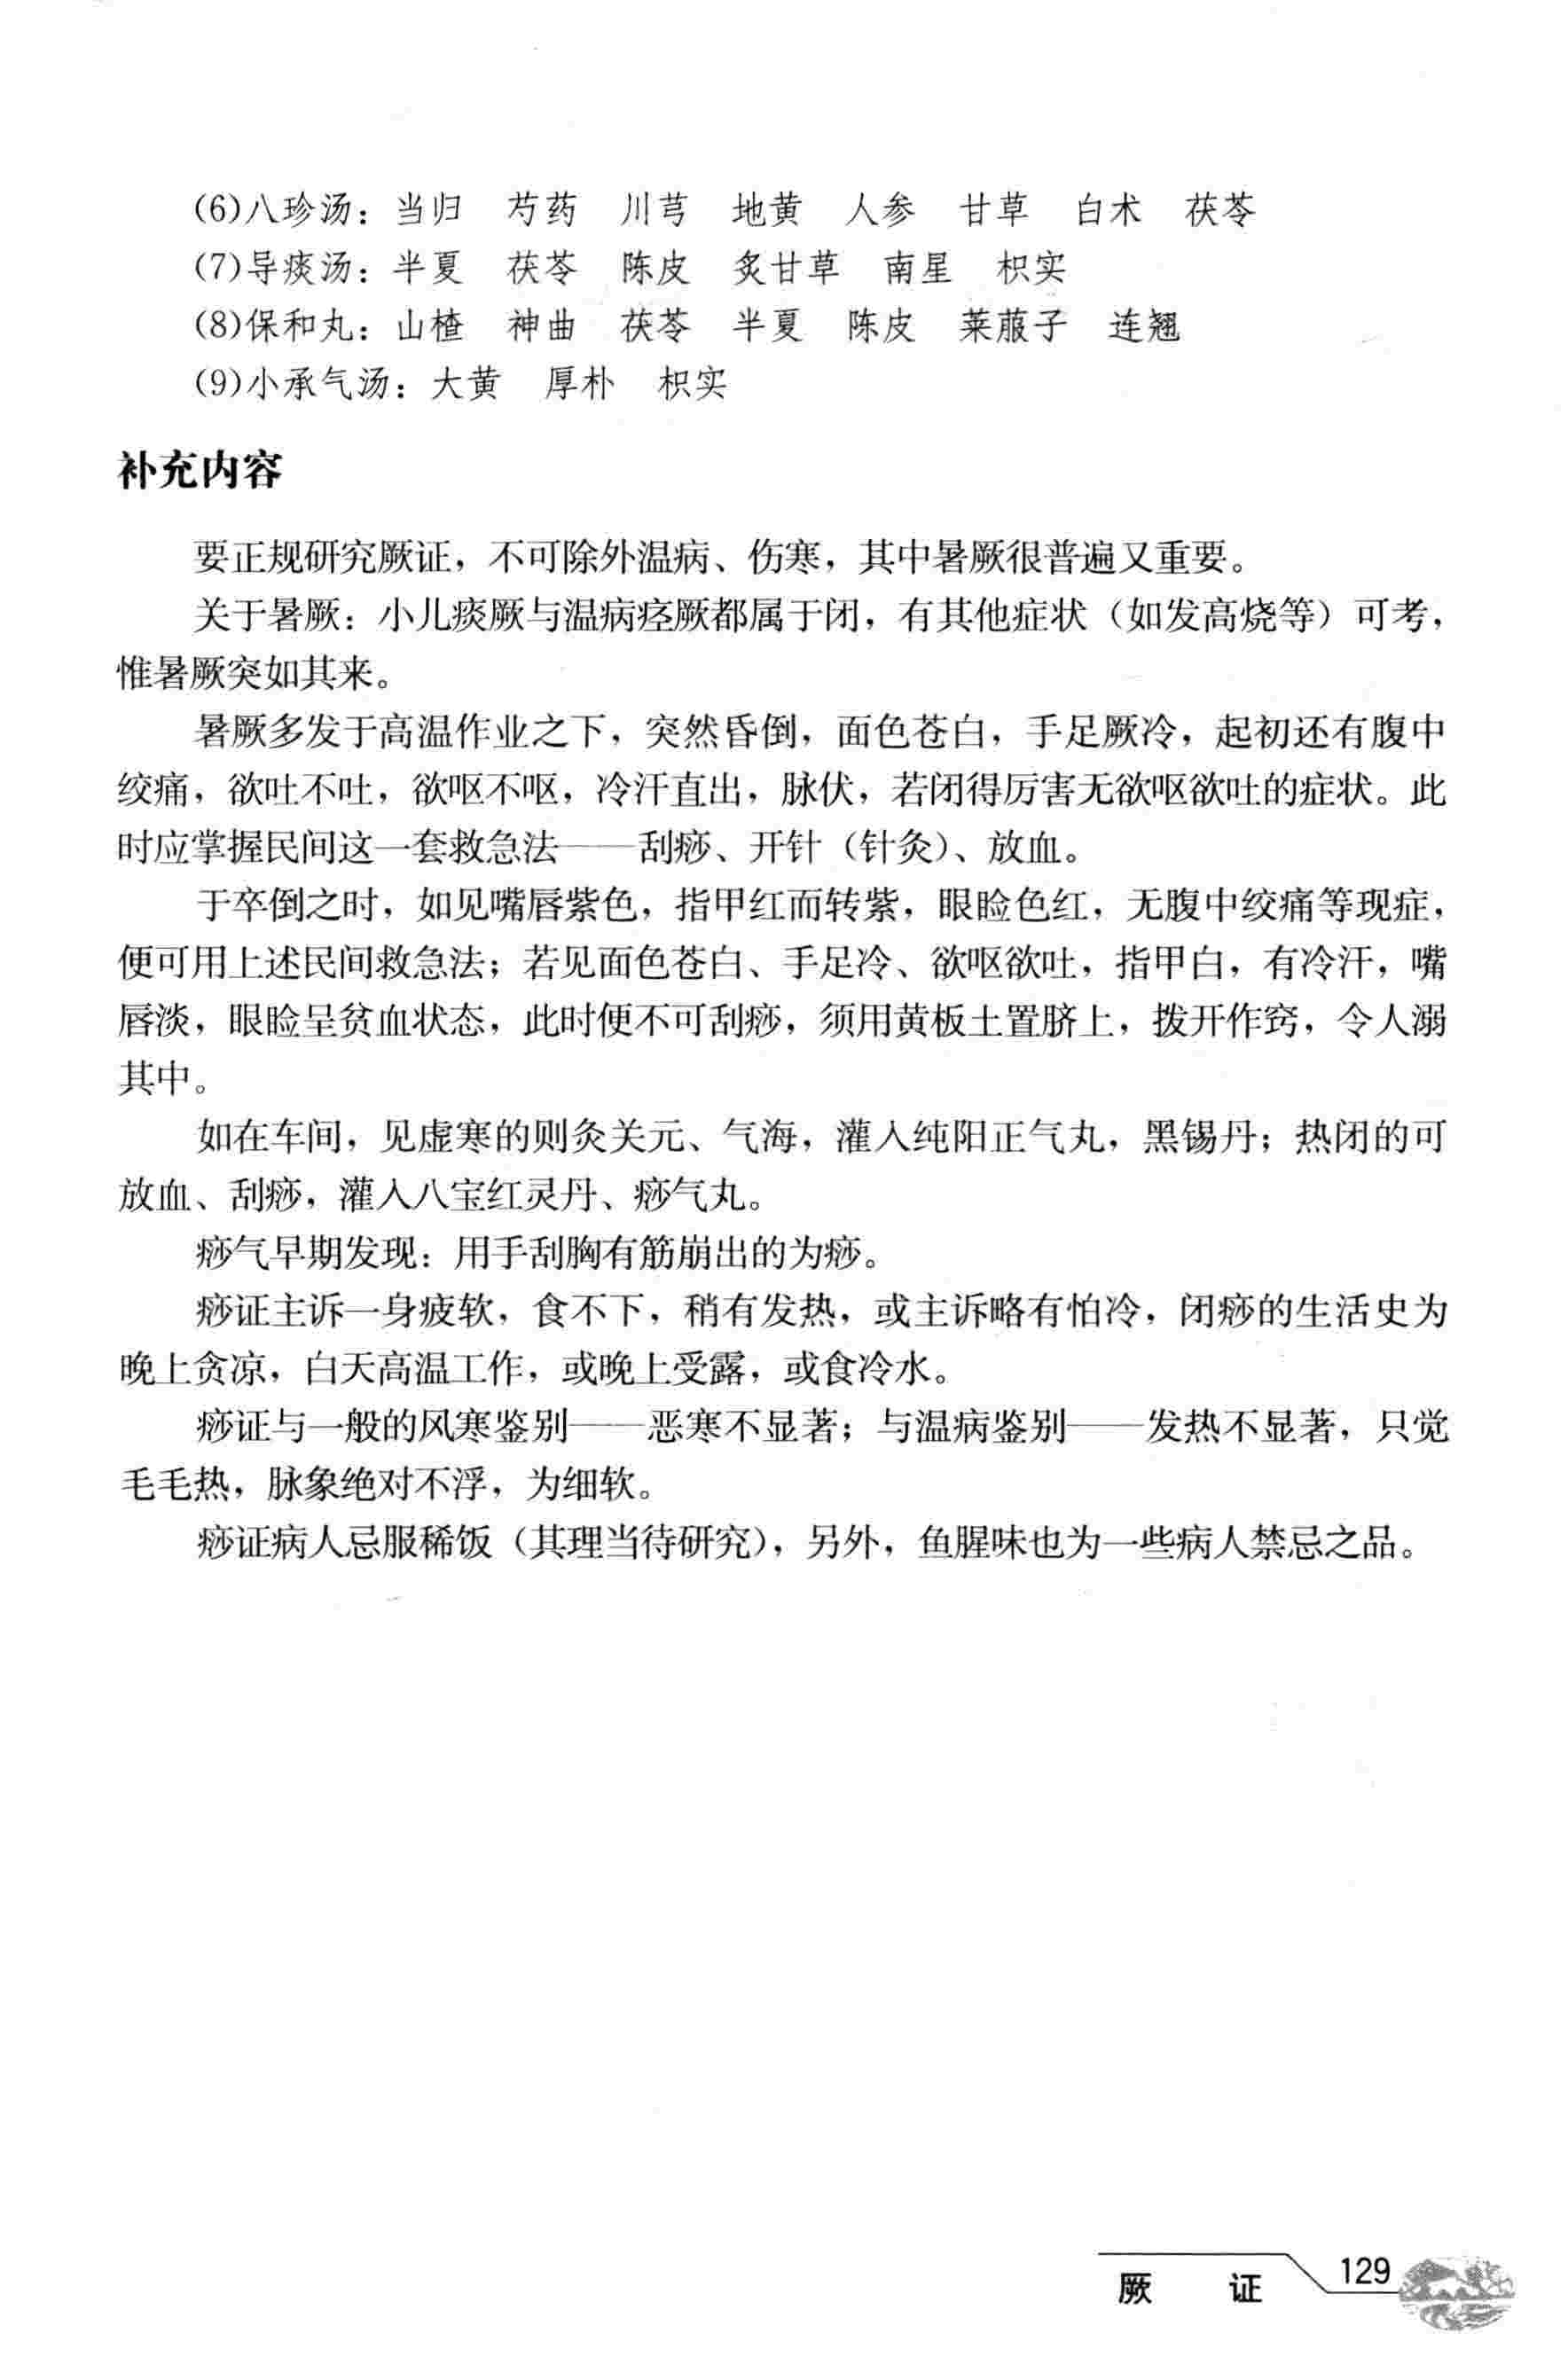 (6)八珍汤：当归　芍药　川芎　地黄　人参　甘草　白术　茯苓
(7)导痰汤：半夏　茯苓　陈皮　炙甘草　南星　枳实
(8)保和丸：山楂　神曲　茯苓　半夏　陈皮　莱菔子　连翘
(9)小承气汤：大黄　厚朴　枳实
补充内容
要正规研究厥证，不可除外温病、伤寒，其中暑厥很普遍又重要。
关于暑厥：小儿痰厥与温病痉厥都属于闭，有其他症状（如发高烧等）可考，
惟暑厥突如其来。
暑厥多发于高温作业之下，突然昏倒，面色苍白，手足厥冷，起初还有腹中
绞痛，欲吐不吐，欲呕不呕，冷汗直出，脉伏，若闭得厉害无欲呕欲吐的症状。此
时应掌握民间这一套救急法——刮痧、开针（针灸）、放血。
于卒倒之时，如见嘴唇紫色，指甲红而转紫，眼睑色红，无腹中绞痛等现症，
便可用上述民间救急法；若见面色苍白、手足冷、欲呕欲吐，指甲白，有冷汗，嘴
唇淡，眼睑呈贫血状态，此时便不可刮痧，须用黄板土置脐上，拨开作窍，令人溺
其中。
如在车间，见虚寒的则灸关元、气海，灌入纯阳正气丸，黑锡丹；热闭的可
放血、刮痧，灌入八宝红灵丹、痧气丸。
痧气早期发现：用手刮胸有筋崩出的为痧。
痧证主诉一身疲软，食不下，稍有发热，或主诉略有怕冷，闭痧的生活史为
晚上贪凉，白天高温工作，或晚上受露，或食冷水。
痧证与一般的风寒鉴别——恶寒不显著；与温病鉴别——发热不显著，只觉
毛毛热，脉象绝对不浮，为细软。
痧证病人忌服稀饭（其理当待研究），另外，鱼腥味也为一些病人禁忌之品。
厥　证
129